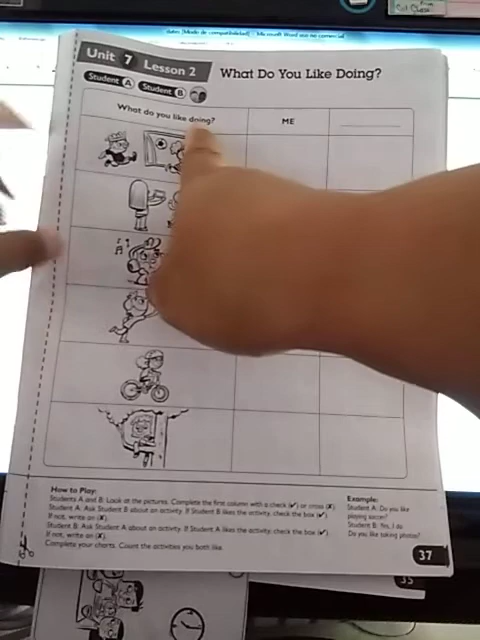 Unit 7 Lesson 2
What Do You Like Doing?
Student A Student B
What do you like doing?
ME
How to Play:
Students A and B: Look at the pictures. Complete the first column with a check (✔) or cross (✘).
Student A: Ask Student B about an activity. If Student B likes the activity, check the box (✔).
If not, write an (✘).
Student B: Ask Student A about an activity. If Student A likes the activity, check the box (✔).
If not, write an (✘).
Complete your charts. Count the activities you both like.
Example:
Student A: Do you like
playing soccer?
Student B: Yes, I do.
Do you like taking photos?
37
35